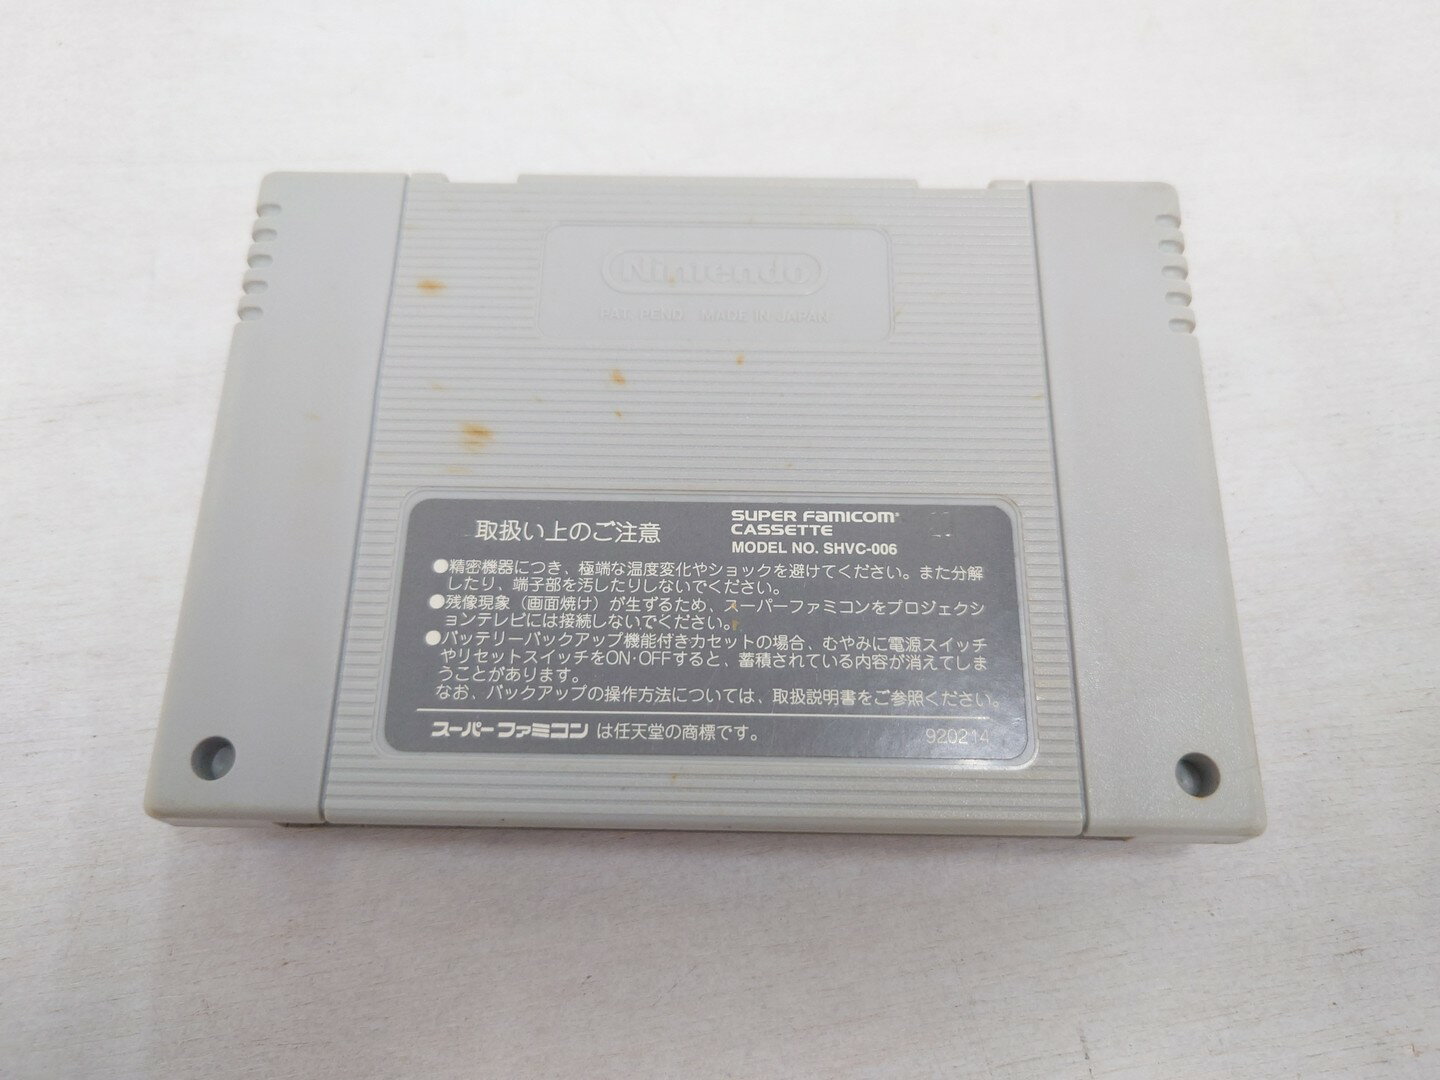 Nintendo
PAT. PEND. MADE IN JAPAN
取扱い上のご注意
SUPER FAMICOM
CASSETTE
MODEL NO. SHVC-006
●精密機器につき、極端な温度変化やショックを避けてください。また分解
したり、端子部を汚したりしないでください。
●残像現象（画面焼け）が生ずるため、スーパーファミコンをプロジェクシ
ョンテレビには接続しないでください。
●バッテリーバックアップ機能付きカセットの場合、むやみに電源スイッチ
やリセットスイッチをON・OFFすると、蓄積されている内容が消えてしま
うことがあります。
なお、バックアップの操作方法については、取扱説明書をご参照ください。
スーパーファミコン は任天堂の商標です。
920214